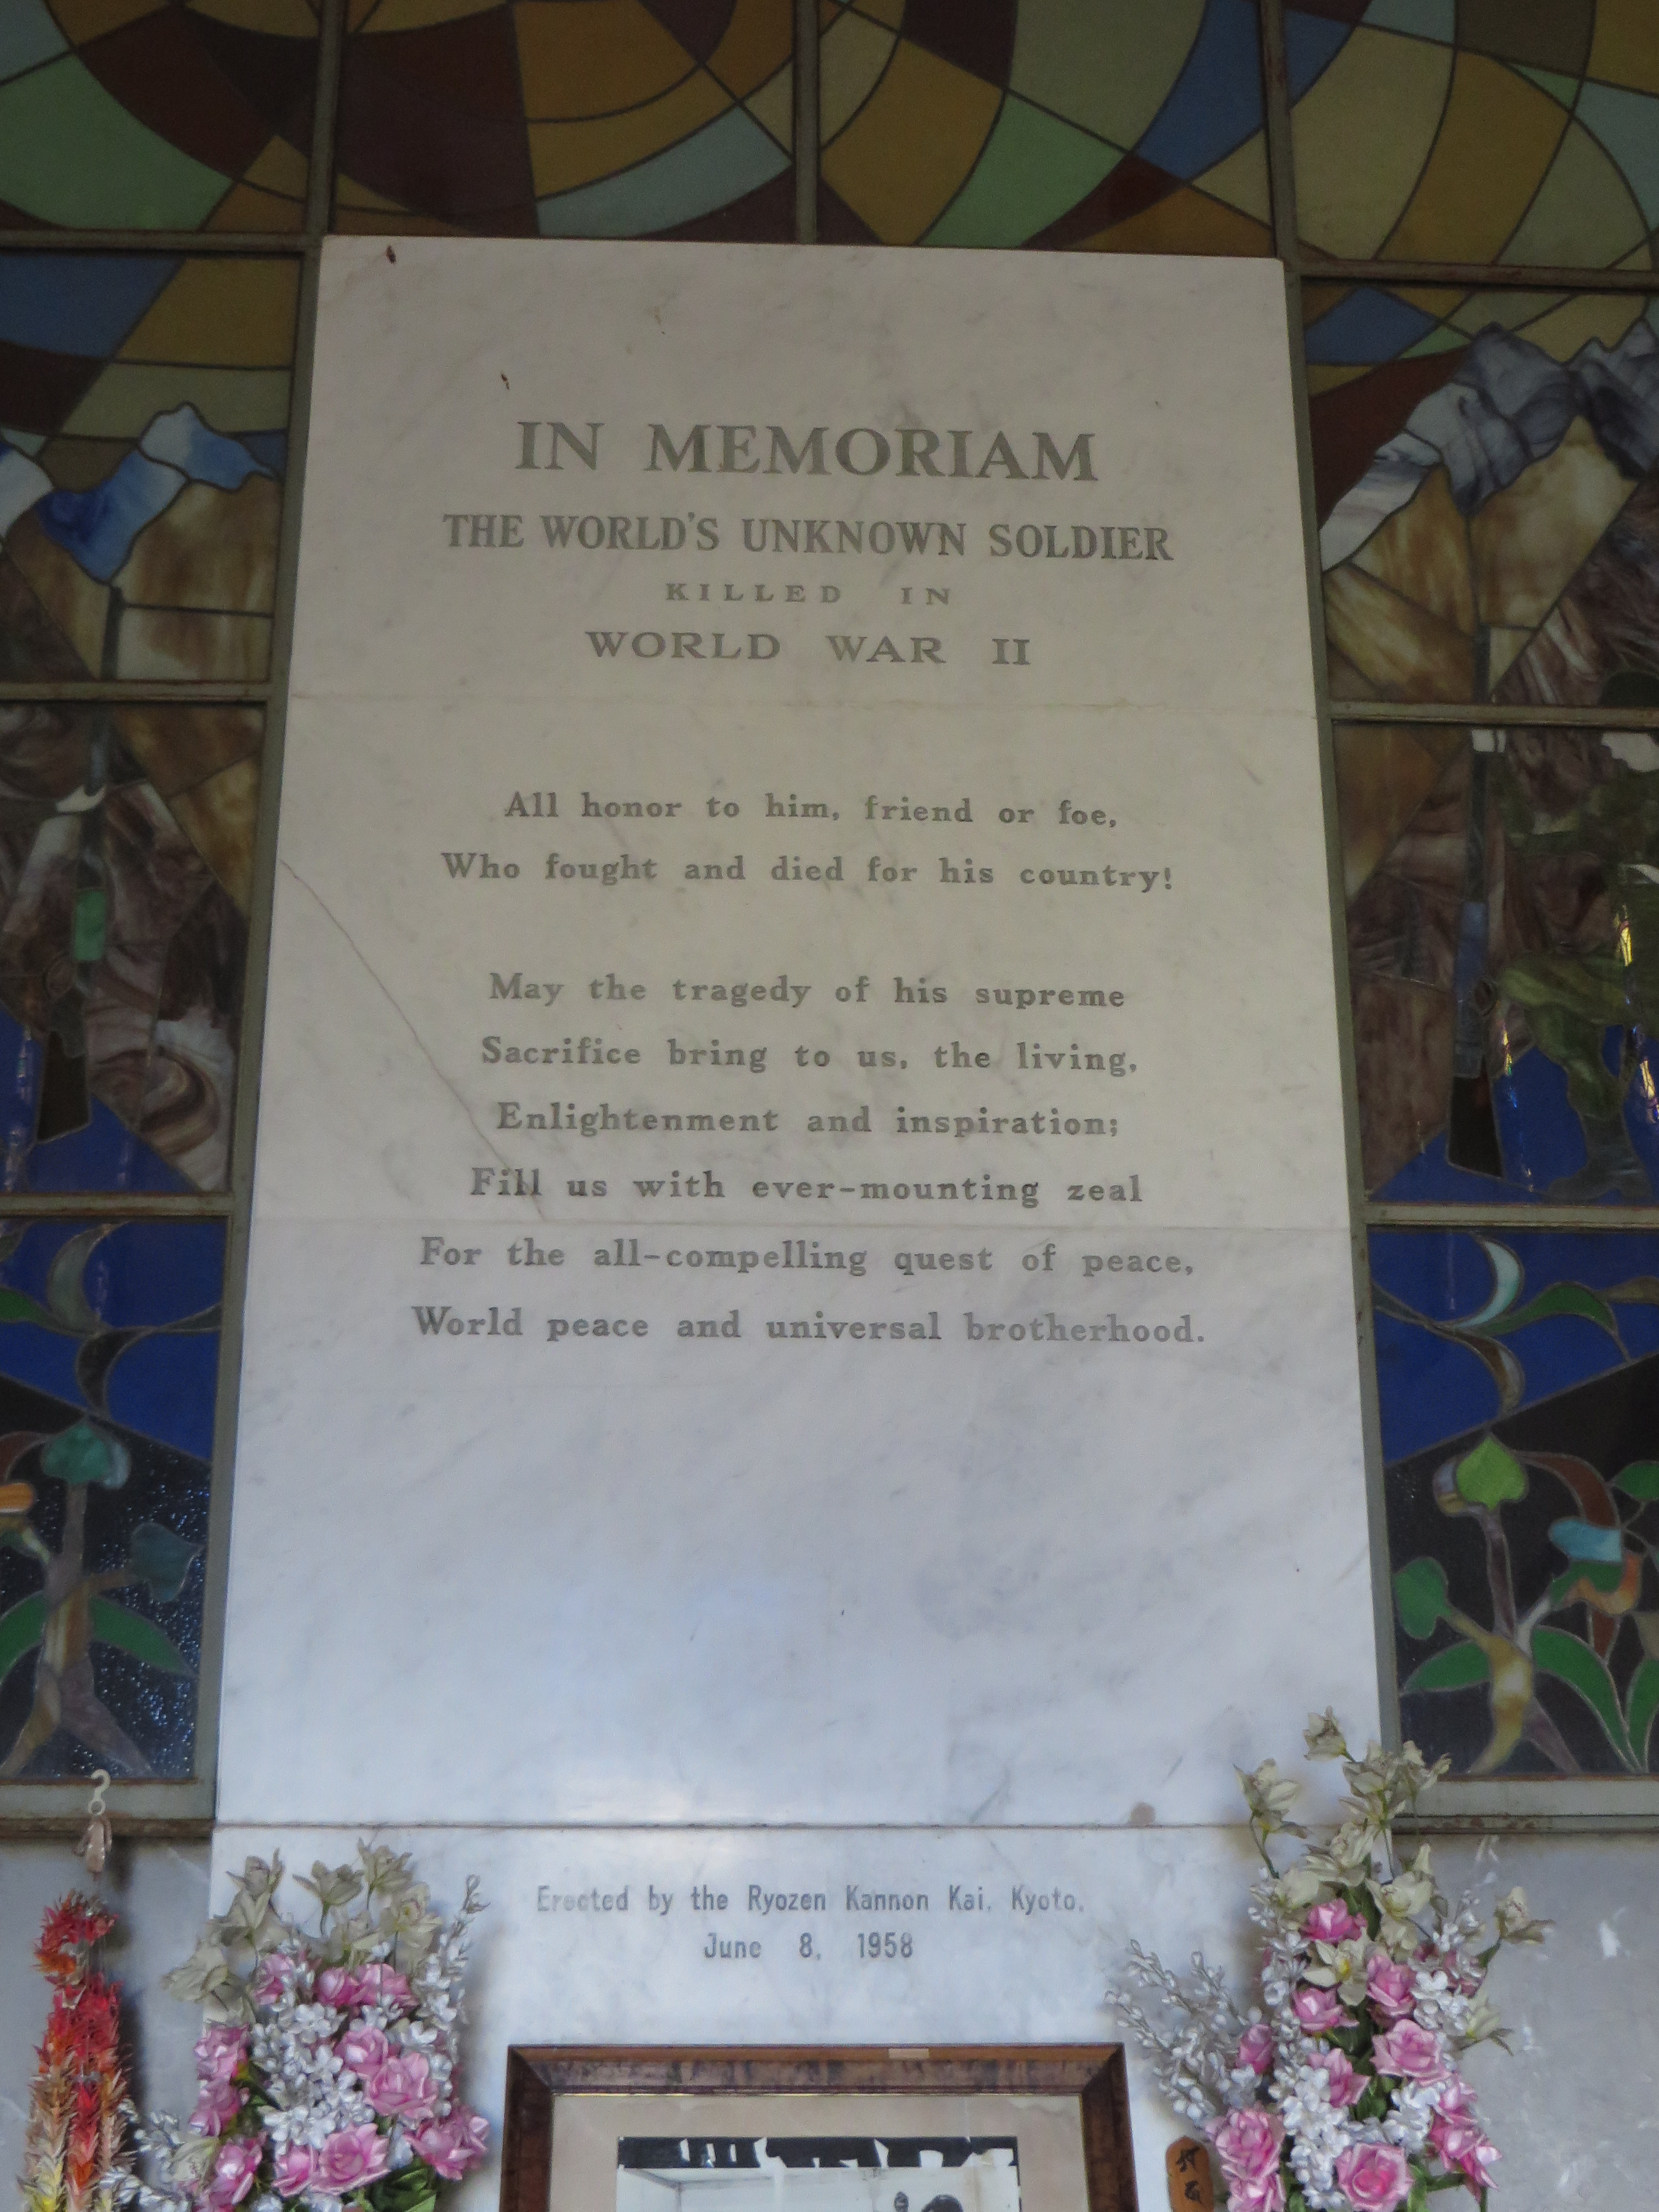 IN MEMORIAM
THE WORLD'S UNKNOWN SOLDIER
KILLED IN
WORLD WAR II
All honor to him, friend or foe,
Who fought and died for his country!
May the tragedy of his supreme
Sacrifice bring to us, the living,
Enlightenment and inspiration;
Fill us with ever-mounting zeal
For the all-compelling quest of peace,
World peace and universal brotherhood.
Erected by the Ryozen Kannon Kai. Kyoto.
June 8, 1958